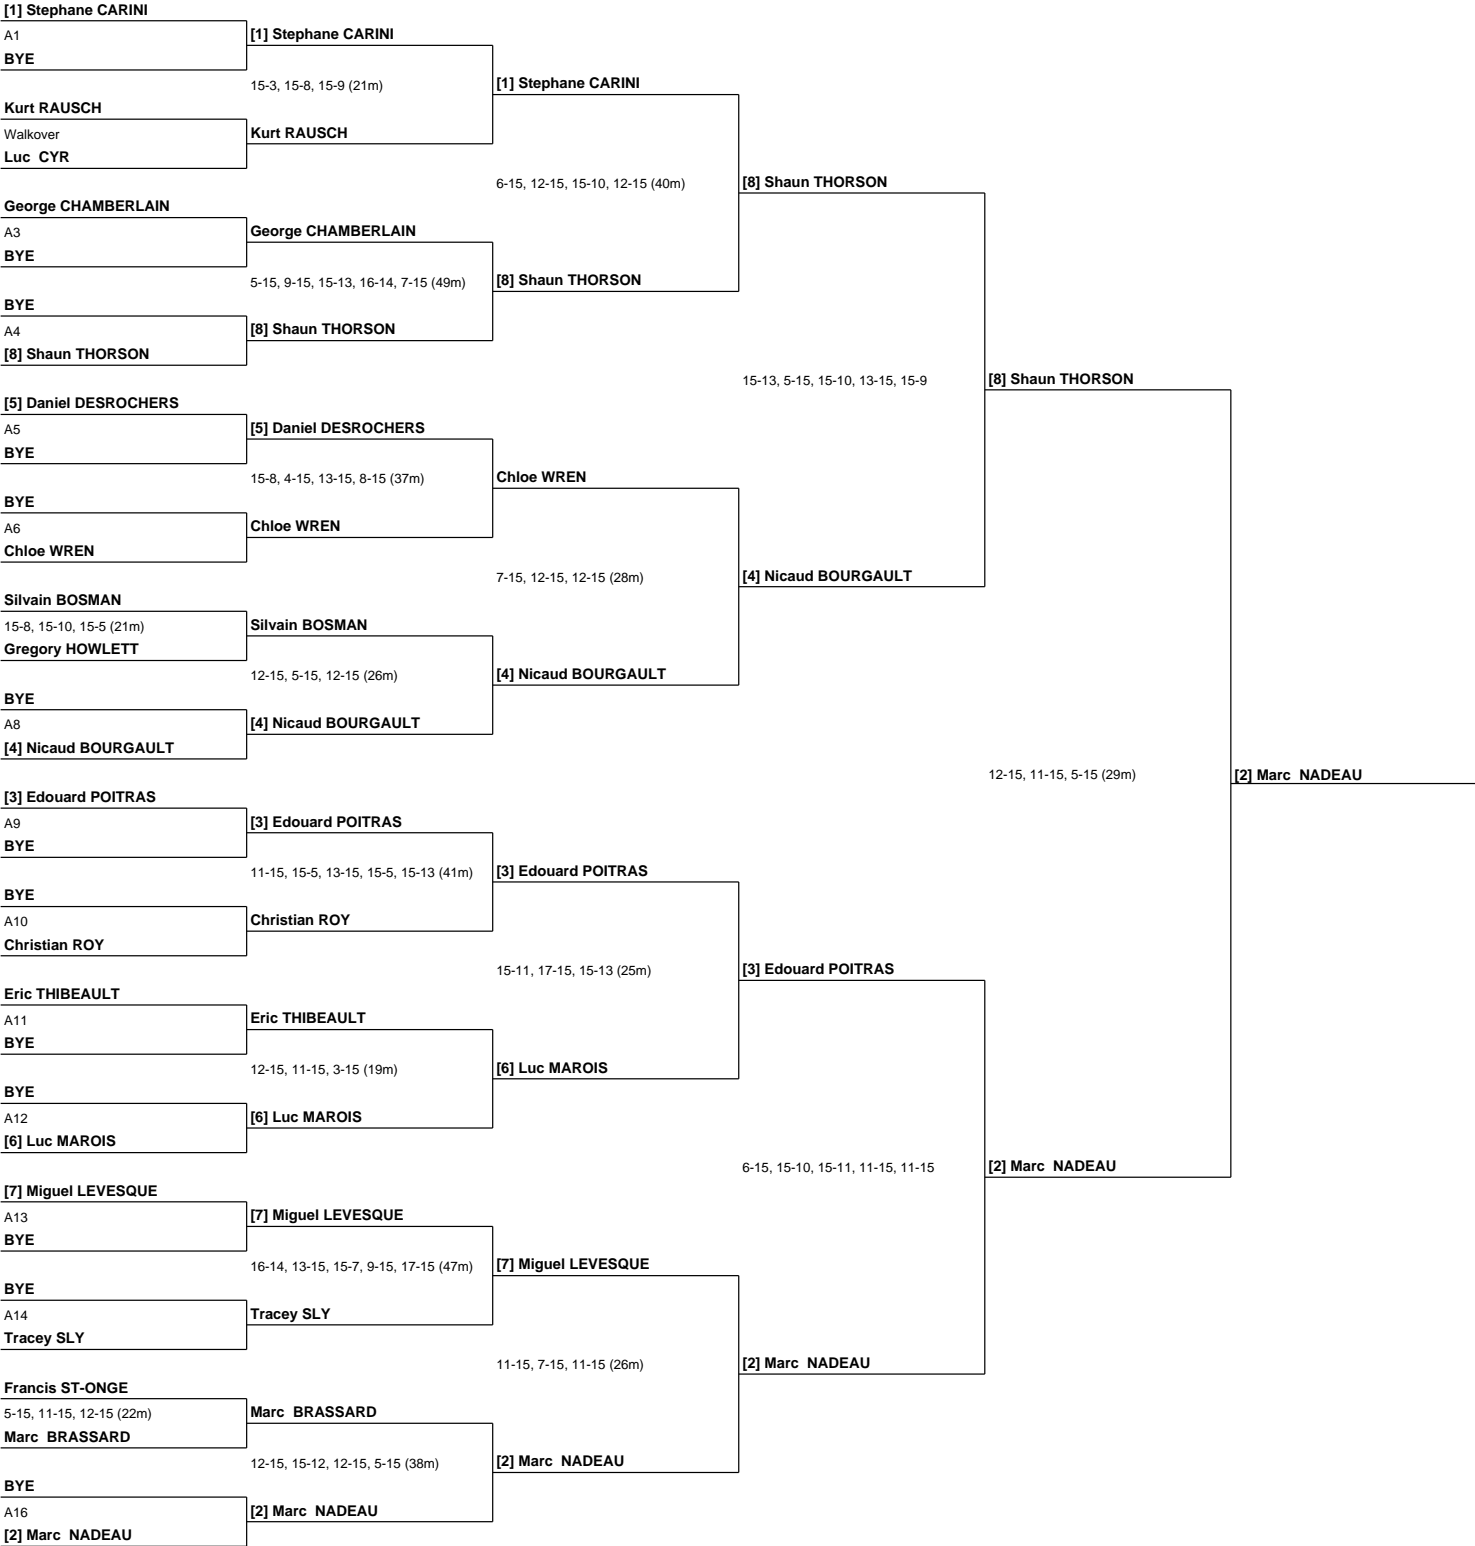 [1] Stephane CARINI
A1
[1] Stephane CARINI
BYE
15-3, 15-8, 15-9 (21m)
[1] Stephane CARINI
Kurt RAUSCH
Walkover
Kurt RAUSCH
Luc  CYR
6-15, 12-15, 15-10, 12-15 (40m)
[8] Shaun THORSON
George CHAMBERLAIN
A3
George CHAMBERLAIN
BYE
5-15, 9-15, 15-13, 16-14, 7-15 (49m)
[8] Shaun THORSON
BYE
A4
[8] Shaun THORSON
[8] Shaun THORSON
15-13, 5-15, 15-10, 13-15, 15-9
[8] Shaun THORSON
[5] Daniel DESROCHERS
A5
[5] Daniel DESROCHERS
BYE
15-8, 4-15, 13-15, 8-15 (37m)
Chloe WREN
BYE
A6
Chloe WREN
Chloe WREN
7-15, 12-15, 12-15 (28m)
[4] Nicaud BOURGAULT
Silvain BOSMAN
15-8, 15-10, 15-5 (21m)
Silvain BOSMAN
Gregory HOWLETT
12-15, 5-15, 12-15 (26m)
[4] Nicaud BOURGAULT
BYE
A8
[4] Nicaud BOURGAULT
[4] Nicaud BOURGAULT
12-15, 11-15, 5-15 (29m)
[2] Marc  NADEAU
[3] Edouard POITRAS
A9
[3] Edouard POITRAS
BYE
11-15, 15-5, 13-15, 15-5, 15-13 (41m)
[3] Edouard POITRAS
BYE
A10
Christian ROY
Christian ROY
15-11, 17-15, 15-13 (25m)
[3] Edouard POITRAS
Eric THIBEAULT
A11
Eric THIBEAULT
BYE
12-15, 11-15, 3-15 (19m)
[6] Luc MAROIS
BYE
A12
[6] Luc MAROIS
[6] Luc MAROIS
6-15, 15-10, 15-11, 11-15, 11-15
[2] Marc  NADEAU
[7] Miguel LEVESQUE
A13
[7] Miguel LEVESQUE
BYE
16-14, 13-15, 15-7, 9-15, 17-15 (47m)
[7] Miguel LEVESQUE
BYE
A14
Tracey SLY
Tracey SLY
11-15, 7-15, 11-15 (26m)
[2] Marc  NADEAU
Francis ST-ONGE
5-15, 11-15, 12-15 (22m)
Marc  BRASSARD
Marc  BRASSARD
12-15, 15-12, 12-15, 5-15 (38m)
[2] Marc  NADEAU
BYE
A16
[2] Marc  NADEAU
[2] Marc  NADEAU